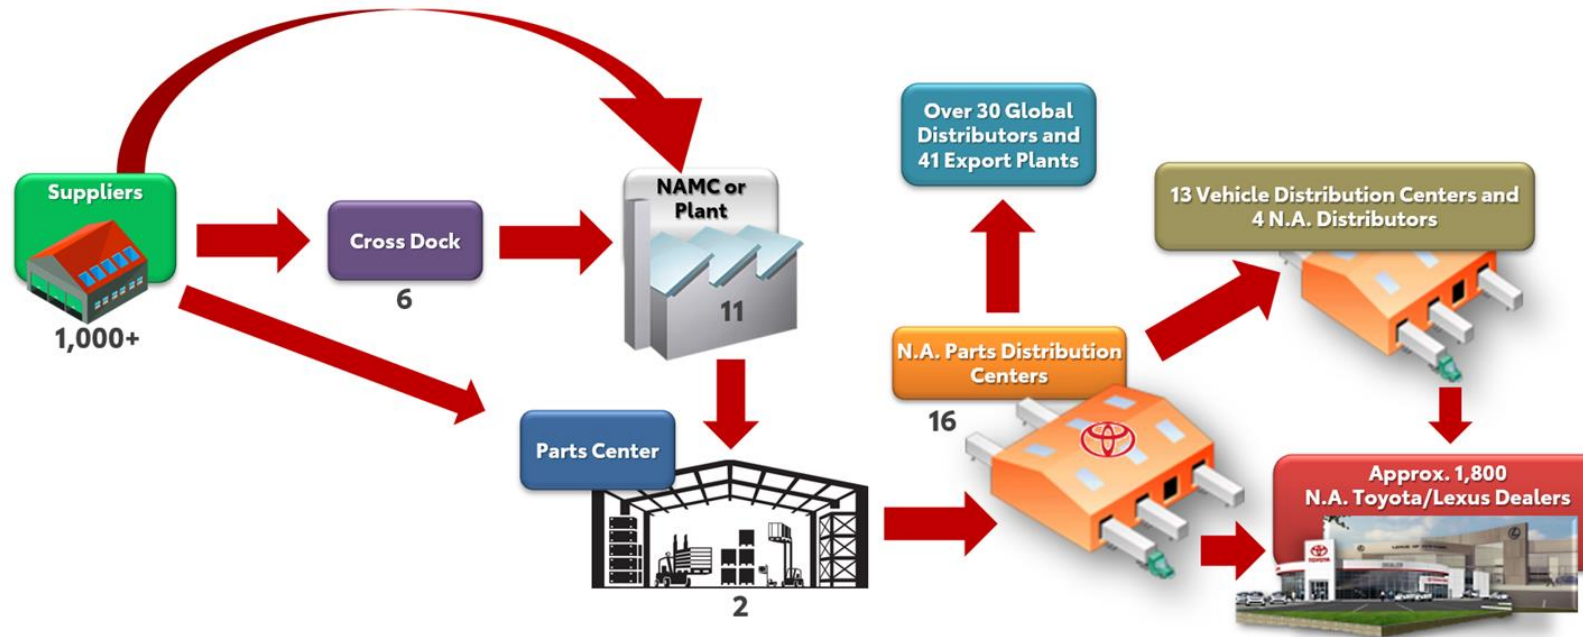 Suppliers
1,000+
Cross Dock
6
NAMC or
Plant
11
Parts Center
2
Over 30 Global
Distributors and
41 Export Plants
N.A. Parts Distribution
Centers
16
13 Vehicle Distribution Centers and
4 N.A. Distributors
Approx. 1,800
N.A. Toyota/Lexus Dealers
TOYOTA